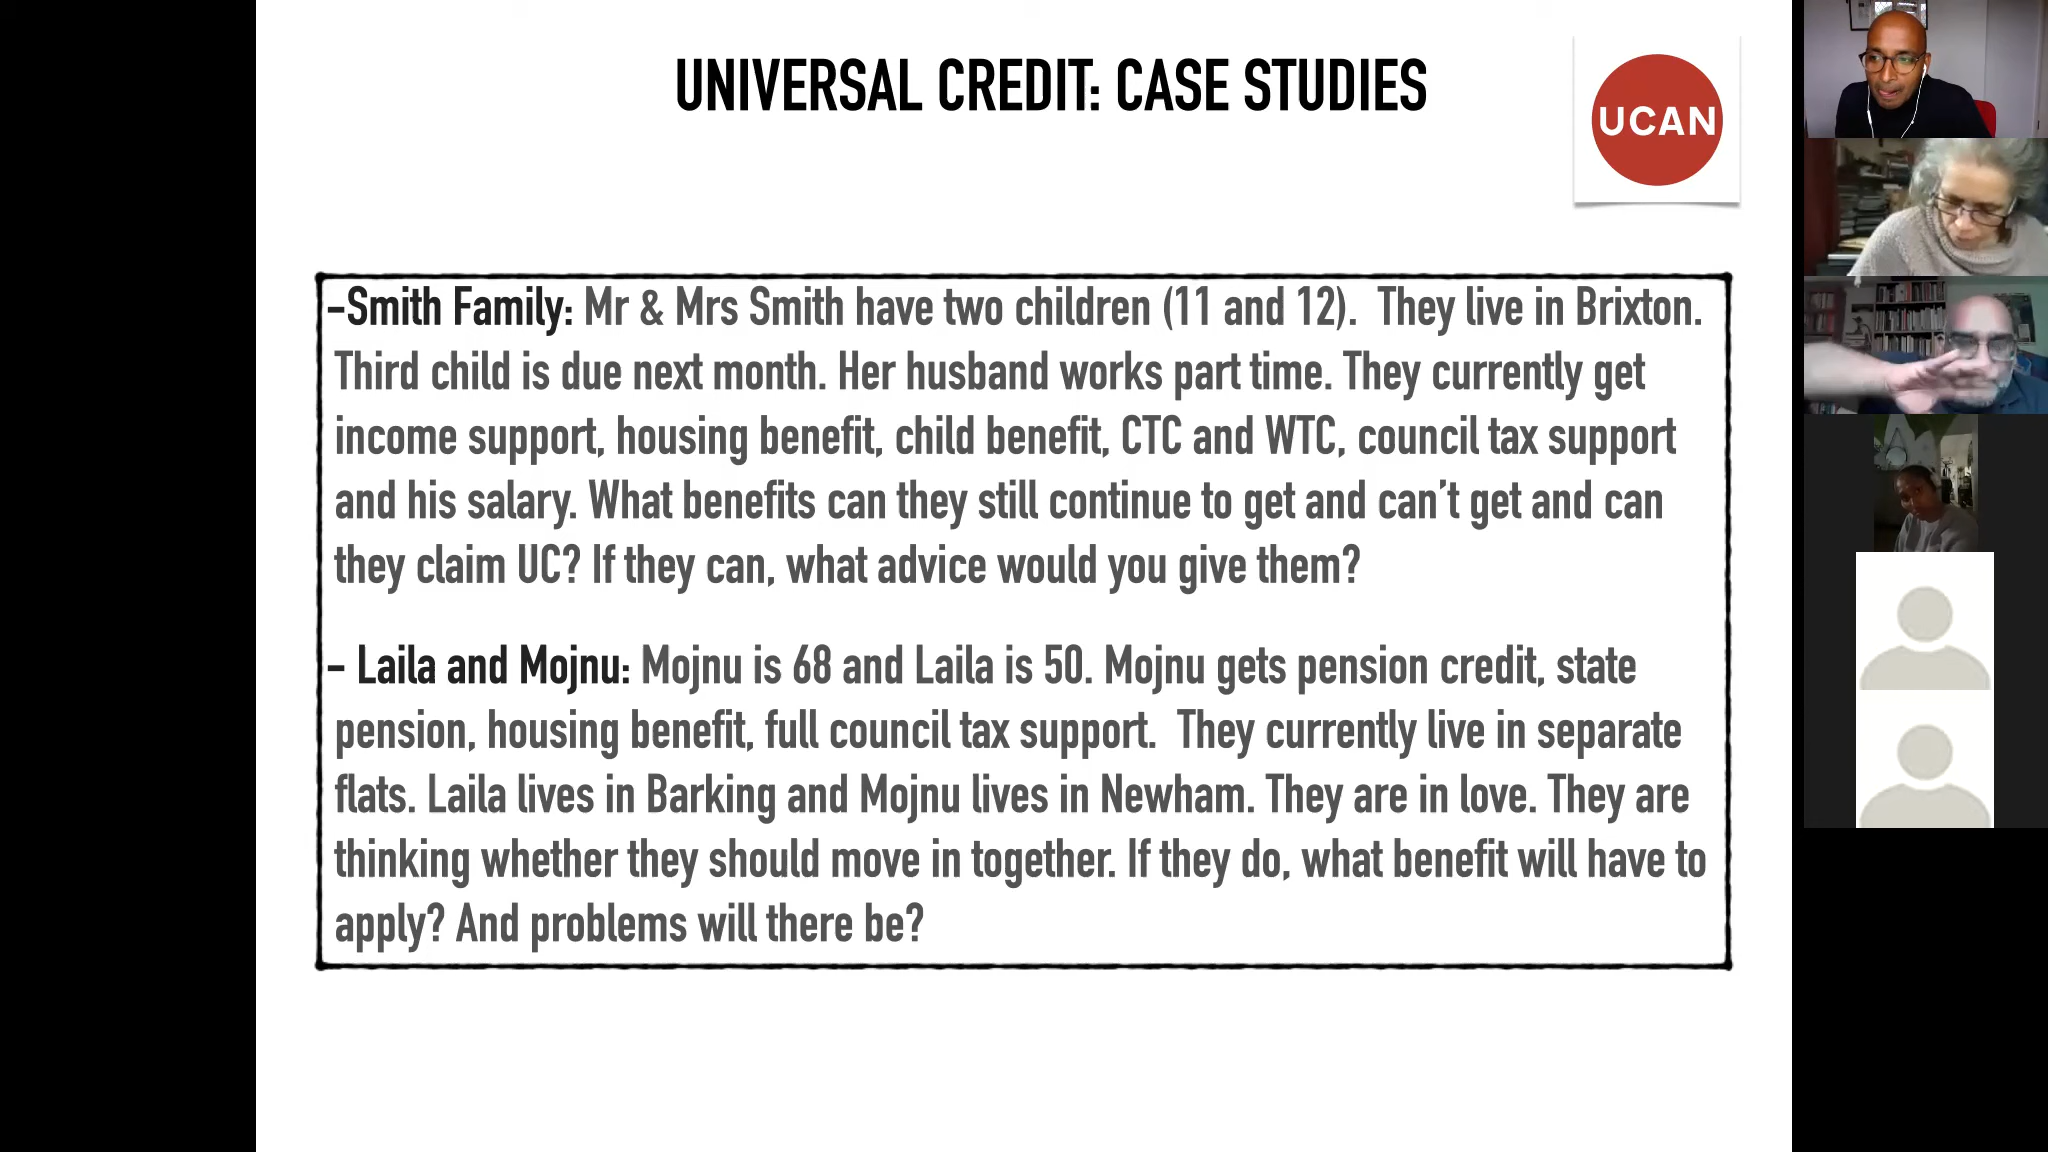 UNIVERSAL CREDIT: CASE STUDIES
UCAN
-Smith Family: Mr & Mrs Smith have two children (11 and 12).  They live in Brixton.
Third child is due next month. Her husband works part time. They currently get
income support, housing benefit, child benefit, CTC and WTC, council tax support
and his salary. What benefits can they still continue to get and can’t get and can
they claim UC? If they can, what advice would you give them?
- Laila and Mojnu: Mojnu is 68 and Laila is 50. Mojnu gets pension credit, state
pension, housing benefit, full council tax support.  They currently live in separate
flats. Laila lives in Barking and Mojnu lives in Newham. They are in love. They are
thinking whether they should move in together. If they do, what benefit will have to
apply? And problems will there be?